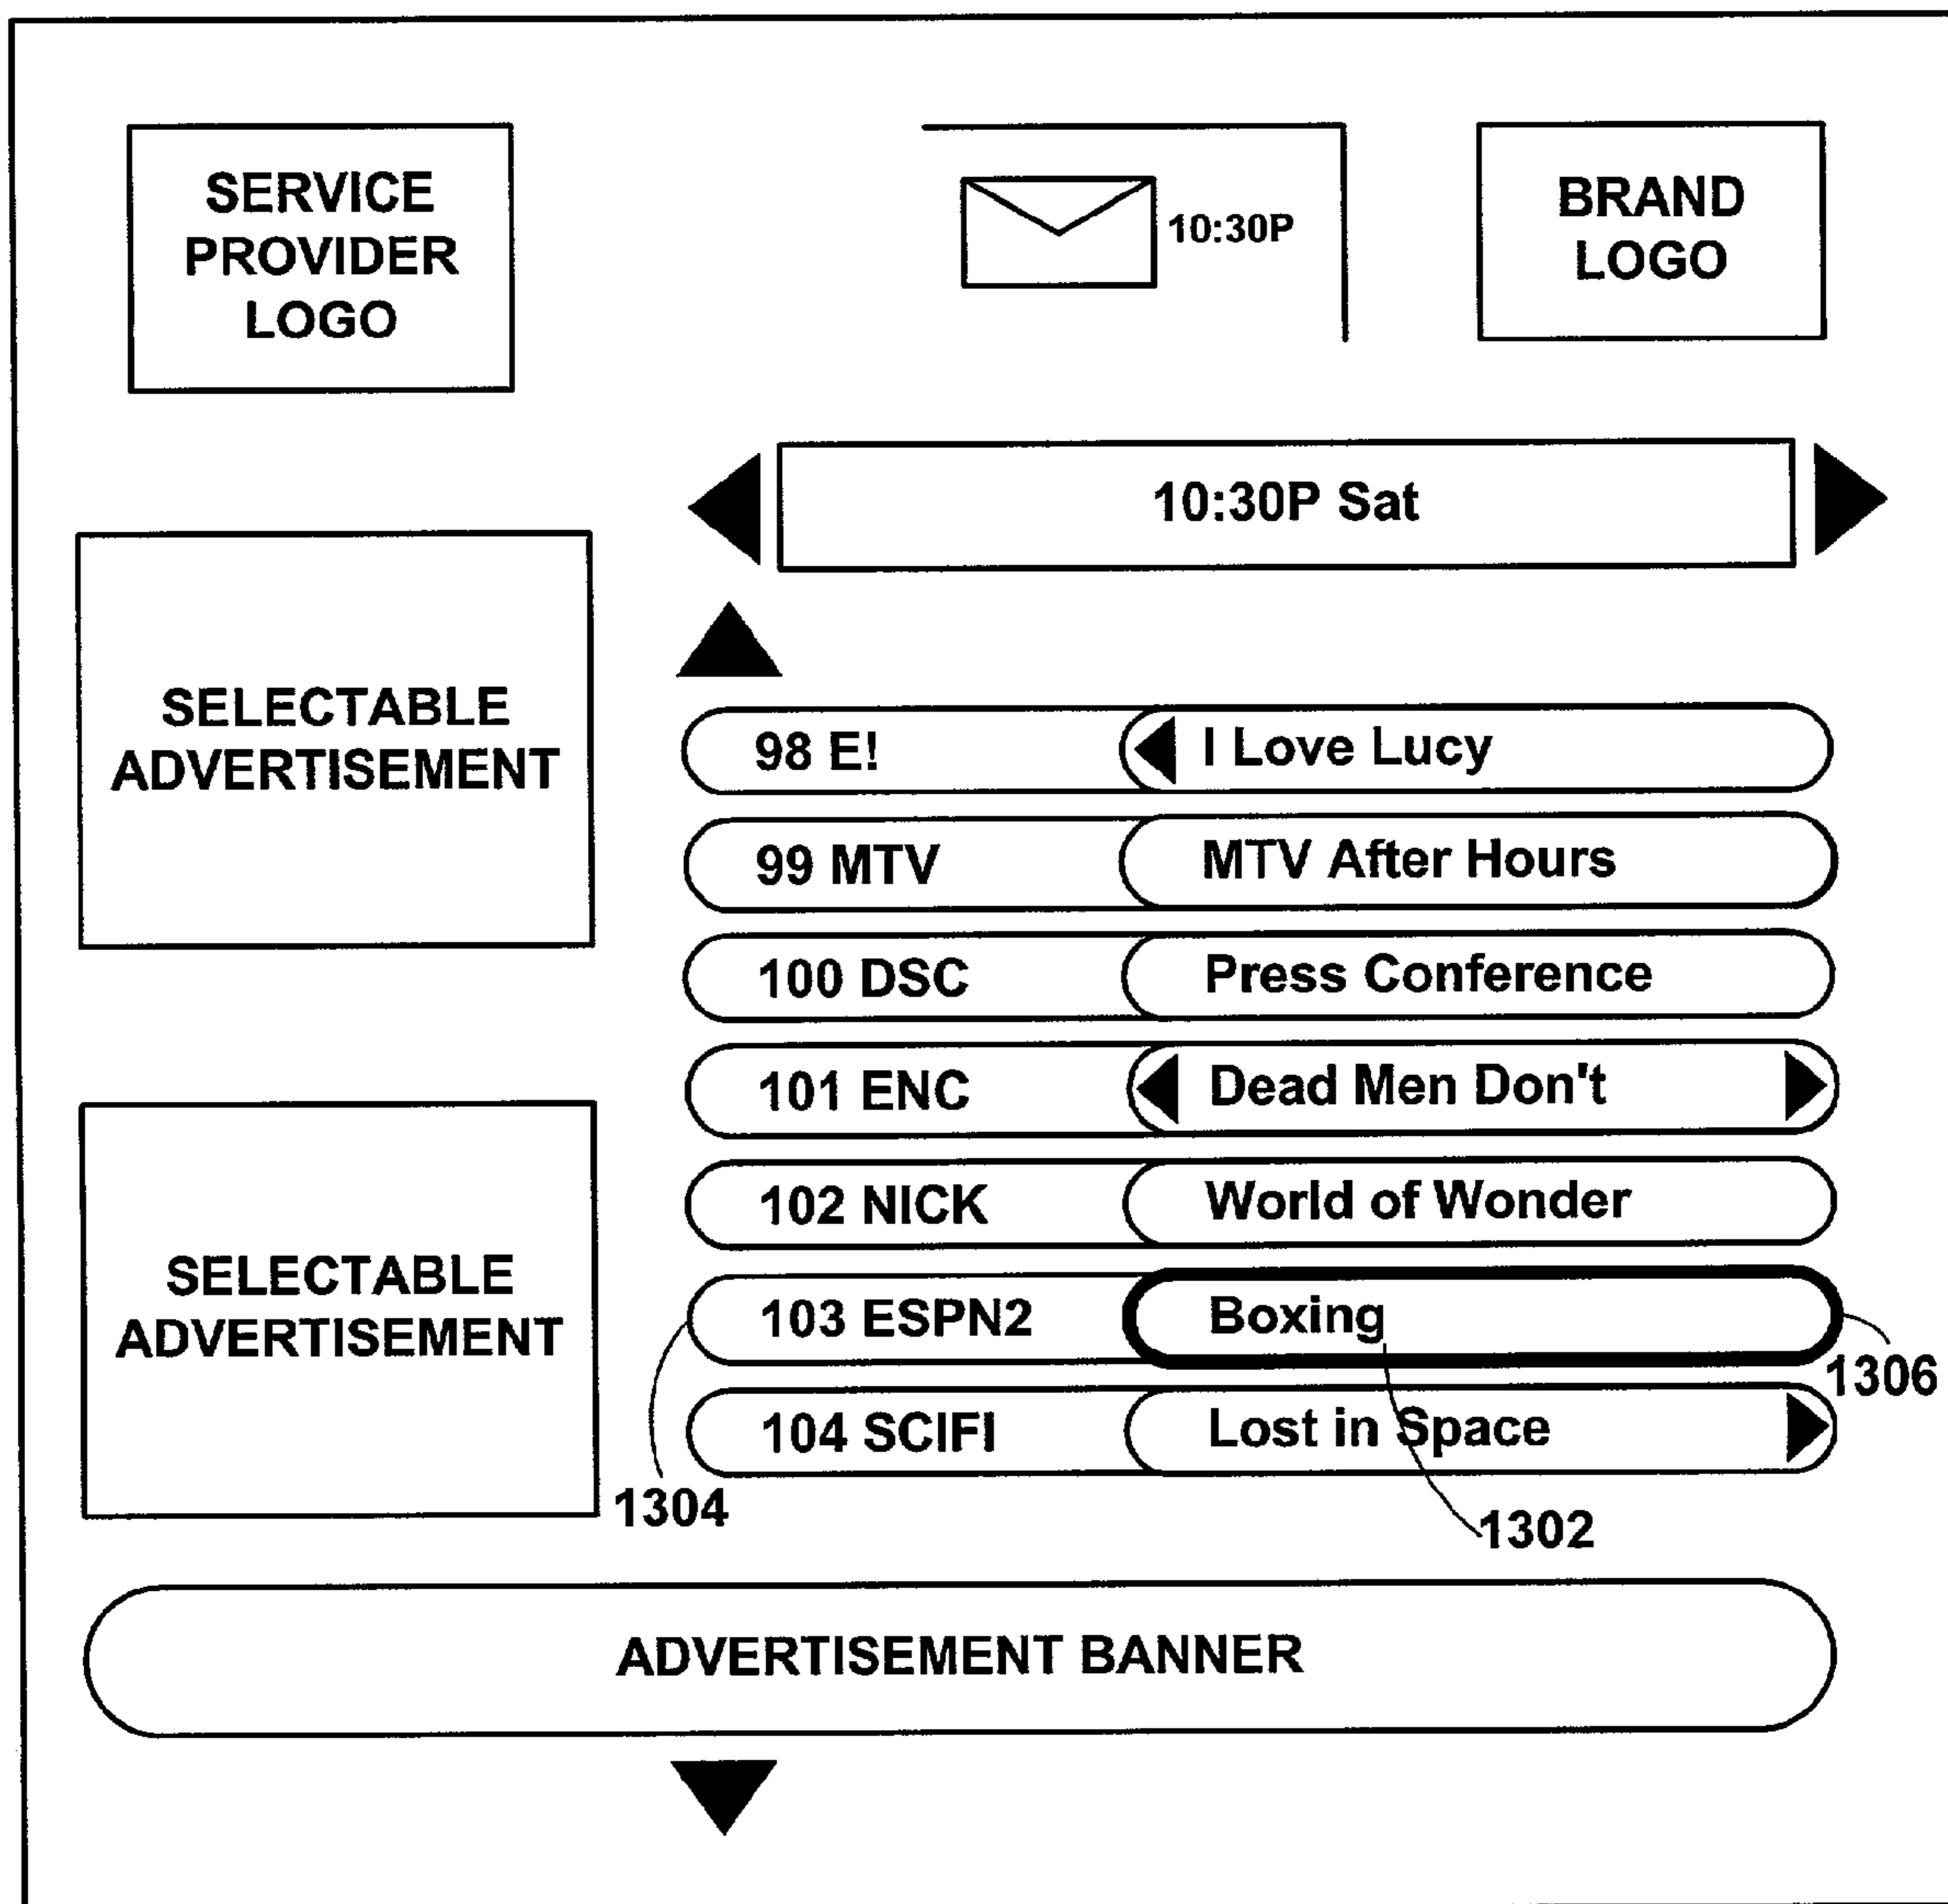 SERVICE
PROVIDER
LOGO
10:30P
BRAND
LOGO
10:30P Sat
SELECTABLE
ADVERTISEMENT
98 E! I Love Lucy
99 MTV MTV After Hours
100 DSC Press Conference
101 ENC Dead Men Don't
102 NICK World of Wonder
SELECTABLE
ADVERTISEMENT
103 ESPN2 Boxing
1306
104 SCIFI Lost in Space
1304
1302
ADVERTISEMENT BANNER